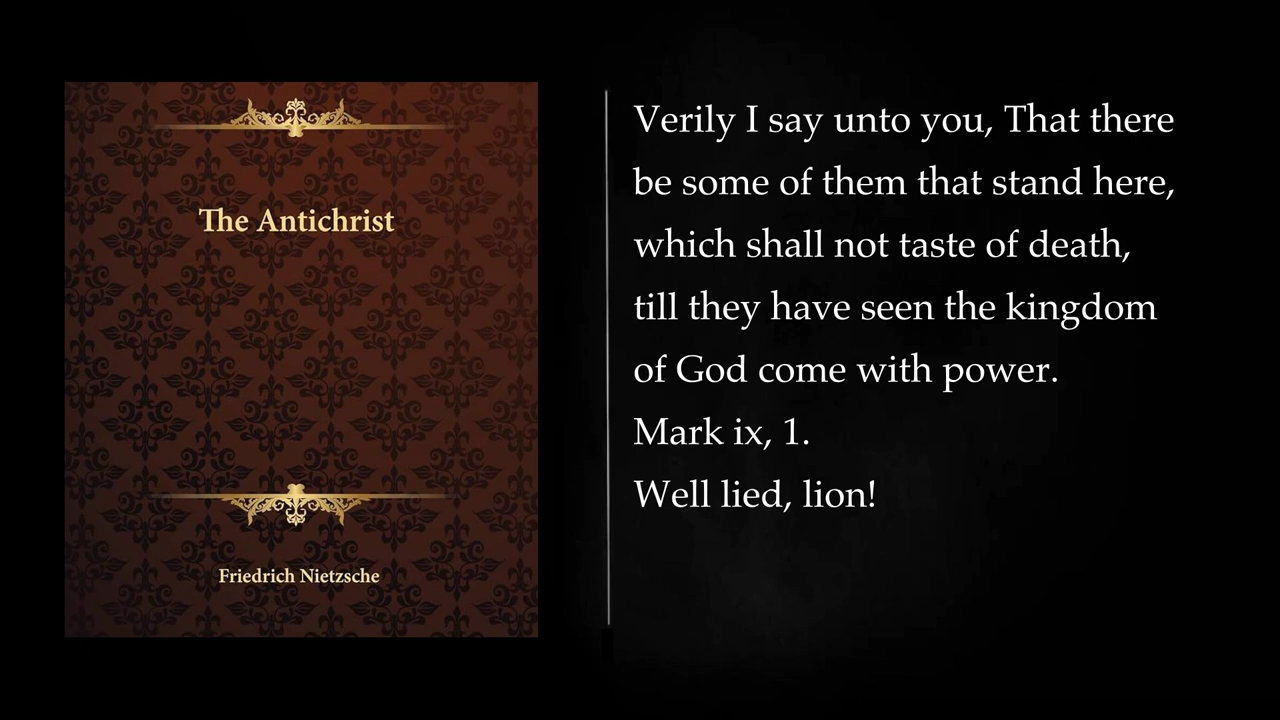 The Antichrist
Friedrich Nietzsche
Verily I say unto you, That there
be some of them that stand here,
which shall not taste of death,
till they have seen the kingdom
of God come with power.
Mark ix, 1.
Well lied, lion!